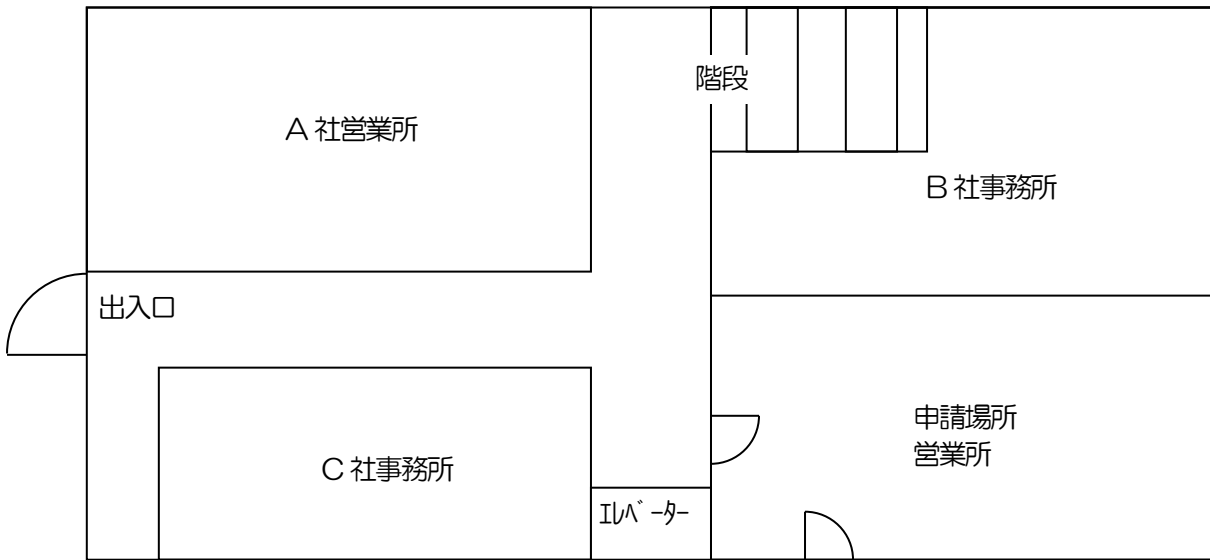 階段
A社営業所
B社事務所
出入口
申請場所
営業所
C社事務所
ｴﾚﾍﾞｰﾀｰ